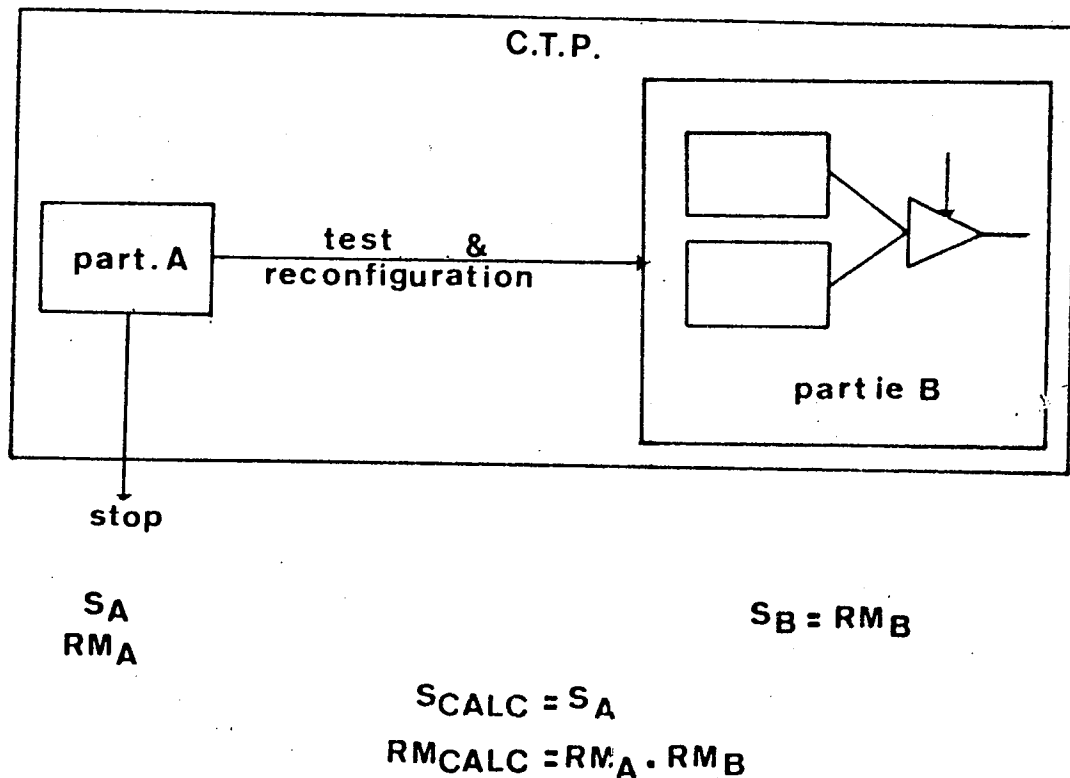 C.T.P.
part. A
test &
reconfiguration
partie B
stop
SA
RMA
SB = RMB
SCALC = SA
RMCALC = RMA . RMB